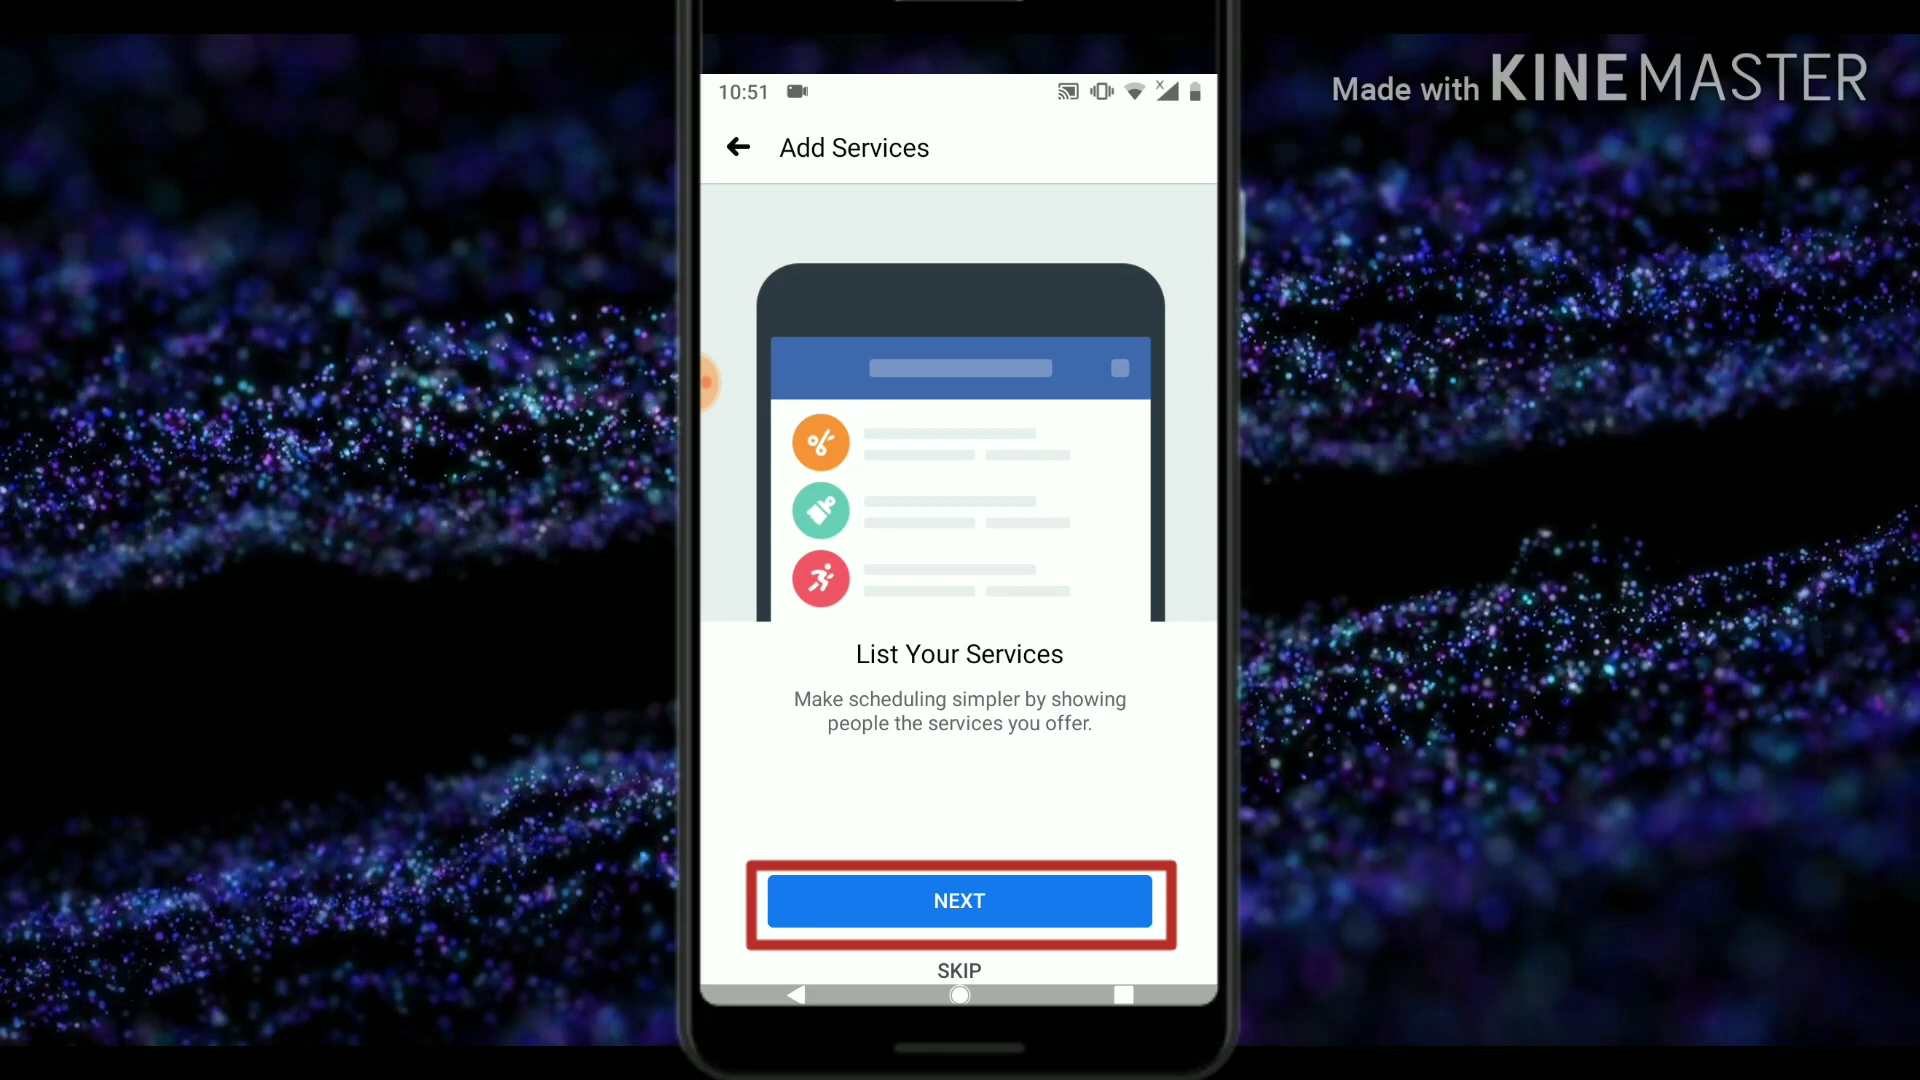 Made with KINEMASTER
10:51
Add Services
List Your Services
Make scheduling simpler by showing
people the services you offer.
NEXT
SKIP